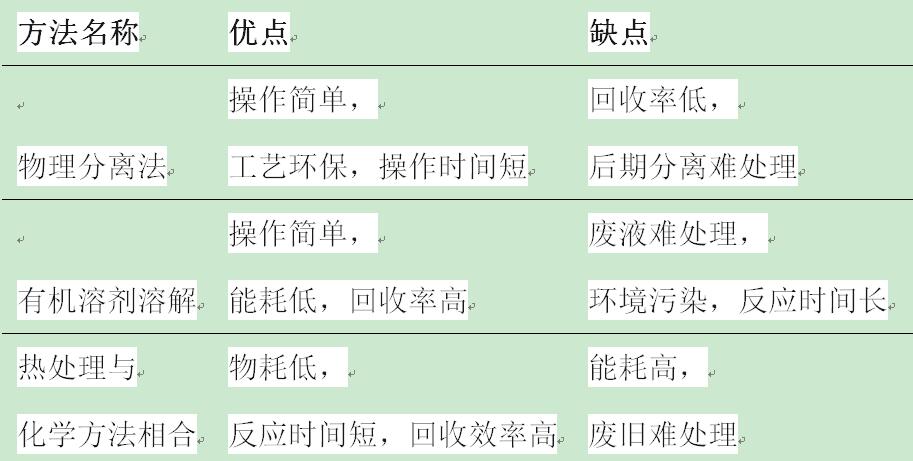 方法名称 优点 缺点
操作简单， 回收率低，
物理分离法 工艺环保，操作时间短 后期分离难处理
操作简单， 废液难处理，
有机溶剂溶解 能耗低，回收率高 环境污染，反应时间长
热处理与 物耗低， 能耗高，
化学方法相合 反应时间短，回收效率高 废旧难处理